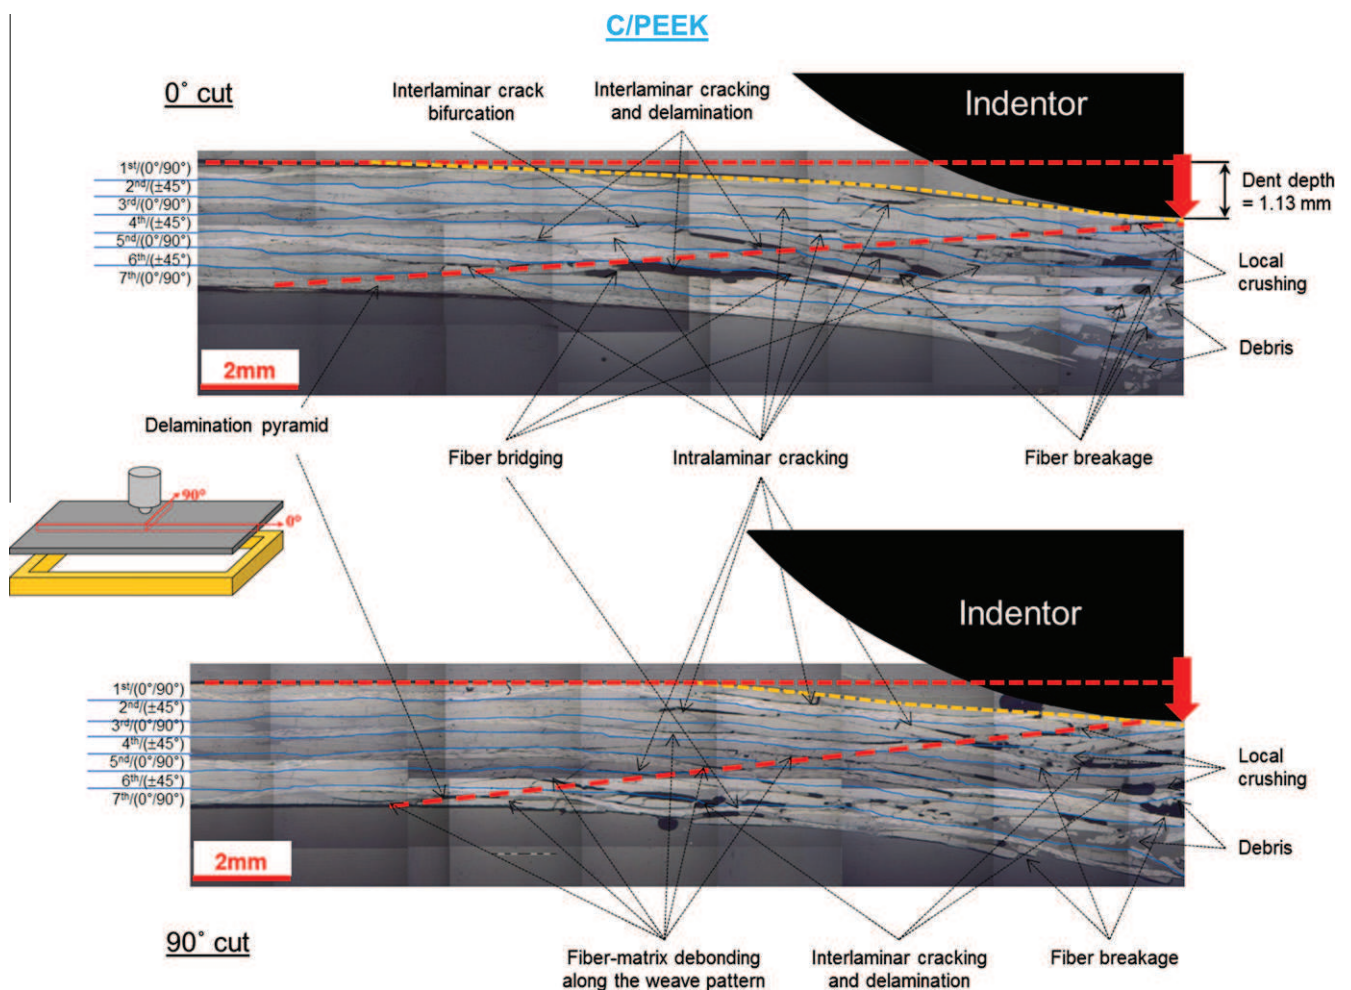 C/PEEK
0° cut
Interlaminar crack
bifurcation
Interlaminar cracking
and delamination
Indentor
1st/(0°/90°)
2nd/(±45°)
3rd/(0°/90°)
4th/(±45°)
5nd/(0°/90°)
6th/(±45°)
7th/(0°/90°)
Dent depth
= 1.13 mm
Local
crushing
Debris
2mm
Delamination pyramid
Fiber bridging
Intralaminar cracking
Fiber breakage
90°
0°
Indentor
1st/(0°/90°)
2nd/(±45°)
3rd/(0°/90°)
4th/(±45°)
5nd/(0°/90°)
6th/(±45°)
7th/(0°/90°)
Local
crushing
Debris
2mm
90° cut
Fiber-matrix debonding
along the weave pattern
Interlaminar cracking
and delamination
Fiber breakage